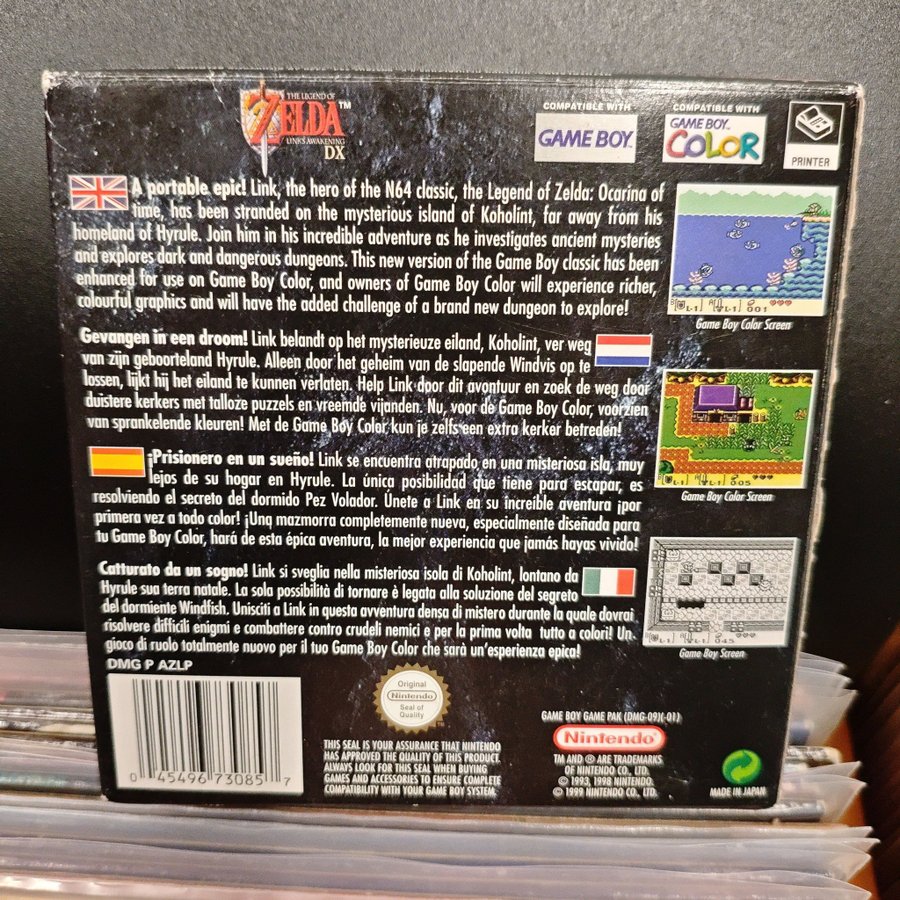 THE LEGEND OF
ZELDA™
LINK'S AWAKENING
DX
COMPATIBLE WITH
GAME BOY™
COMPATIBLE WITH
GAME BOY™
COLOR
PRINTER
A portable epic! Link, the hero of the N64 classic, the Legend of Zelda: Ocarina of
time, has been stranded on the mysterious island of Koholint, far away from his
homeland of Hyrule. Join him in his incredible adventure as he investigates ancient mysteries
and explores dark and dangerous dungeons. This new version of the Game Boy classic has been
enhanced for use on Game Boy Color, and owners of Game Boy Color will experience richer,
colourful graphics and will have the added challenge of a brand new dungeon to explore!
B L-1 A L-1 001
Game Boy Color Screen
Gevangen in een droom! Link belandt op het mysterieuze eiland, Koholint, ver weg
van zijn geboorteland Hyrule. Alleen door het geheim van de slapende Windvis op te
lossen, lijkt hij het eiland te kunnen verlaten. Help Link door dit avontuur en zoek de weg door
duistere kerkers met talloze puzzels en vreemde vijanden. Nu, voor de Game Boy Color, voorzien
van sprankelende kleuren! Met de Game Boy Color kun je zelfs een extra kerker betreden!
B L-1 A L-1 005
Game Boy Color Screen
¡Prisionero en un sueño! Link se encuentra atrapado en una misteriosa isla, muy
lejos de su hogar en Hyrule. La única posibilidad que tiene para escapar, es
resolviendo el secreto del dormido Pez Volador. Únete a Link en su increible aventura ¡por
primera vez a todo color! ¡Una mazmorra completamente nueva, especialmente diseñada para
tu Game Boy Color, hará de esta épica aventura, la mejor experiencia que jamás hayas vivido!
B L-1 A L-1 045
Game Boy Screen
Catturato da un sogno! Link si sveglia nella misteriosa isola di Koholint, lontano da
Hyrule sua terra natale. La sola possibilità di tornare è legata alla soluzione del segreto
del dormiente Windfish. Unisciti a Link in questa avventura densa di mistero durante la quale dovrai
risolvere difficili enigmi e combattere contro crudeli nemici e per la prima volta tutto a colori! Un
gioco di ruolo totalmente nuovo per il tuo Game Boy Color che sarà un'esperienza epica!
DMG P AZLP
0 45496 73085 7
Original
Nintendo
Seal of
Quality
TM
THIS SEAL IS YOUR ASSURANCE THAT NINTENDO
HAS APPROVED THE QUALITY OF THIS PRODUCT.
ALWAYS LOOK FOR THIS SEAL WHEN BUYING
GAMES AND ACCESSORIES TO ENSURE COMPLETE
COMPATIBILITY WITH YOUR GAME BOY SYSTEM.
GAME BOY GAME PAK (DMG-09)(-01)
Nintendo®
TM AND ® ARE TRADEMARKS
OF NINTENDO CO., LTD.
© 1993, 1998 NINTENDO.
© 1999 NINTENDO CO., LTD.
MADE IN JAPAN